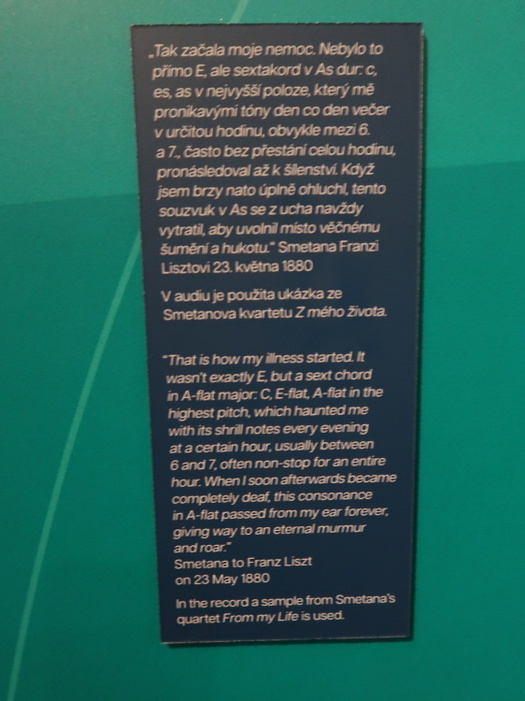 „Tak začala moje nemoc. Nebylo to
přímo E, ale sextakord v As dur: c,
es, as v nejvyšší poloze, který mě
pronikavými tóny den co den večer
v určitou hodinu, obvykle mezi 6.
a 7., často bez přestání celou hodinu,
pronásledoval až k šílenství. Když
jsem brzy nato úplně ohluchl, tento
souzvuk v As se z ucha navždy
vytratil, aby uvolnil místo věčnému
šumění a hukotu.“ Smetana Franzi
Lisztovi 23. května 1880
V audiu je použita ukázka ze
Smetanova kvartetu Z mého života.
“That is how my illness started. It
wasn’t exactly E, but a sext chord
in A-flat major: C, E-flat, A-flat in the
highest pitch, which haunted me
with its shrill notes every evening
at a certain hour, usually between
6 and 7, often non-stop for an entire
hour. When I soon afterwards became
completely deaf, this consonance
in A-flat passed from my ear forever,
giving way to an eternal murmur
and roar.”
Smetana to Franz Liszt
on 23 May 1880
In the record a sample from Smetana’s
quartet From my Life is used.